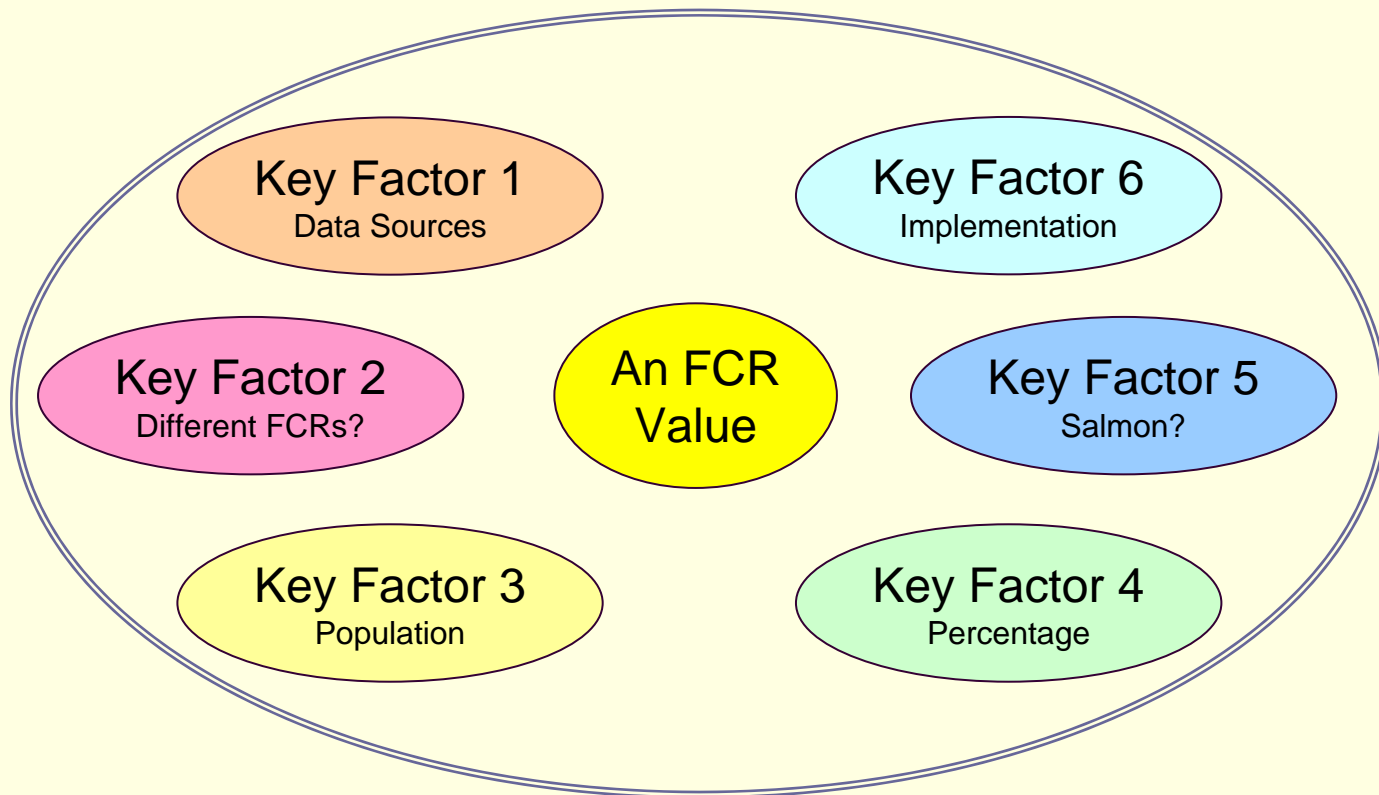 Key Factor 1
Data Sources
Key Factor 6
Implementation
Key Factor 2
Different FCRs?
An FCR
Value
Key Factor 5
Salmon?
Key Factor 3
Population
Key Factor 4
Percentage